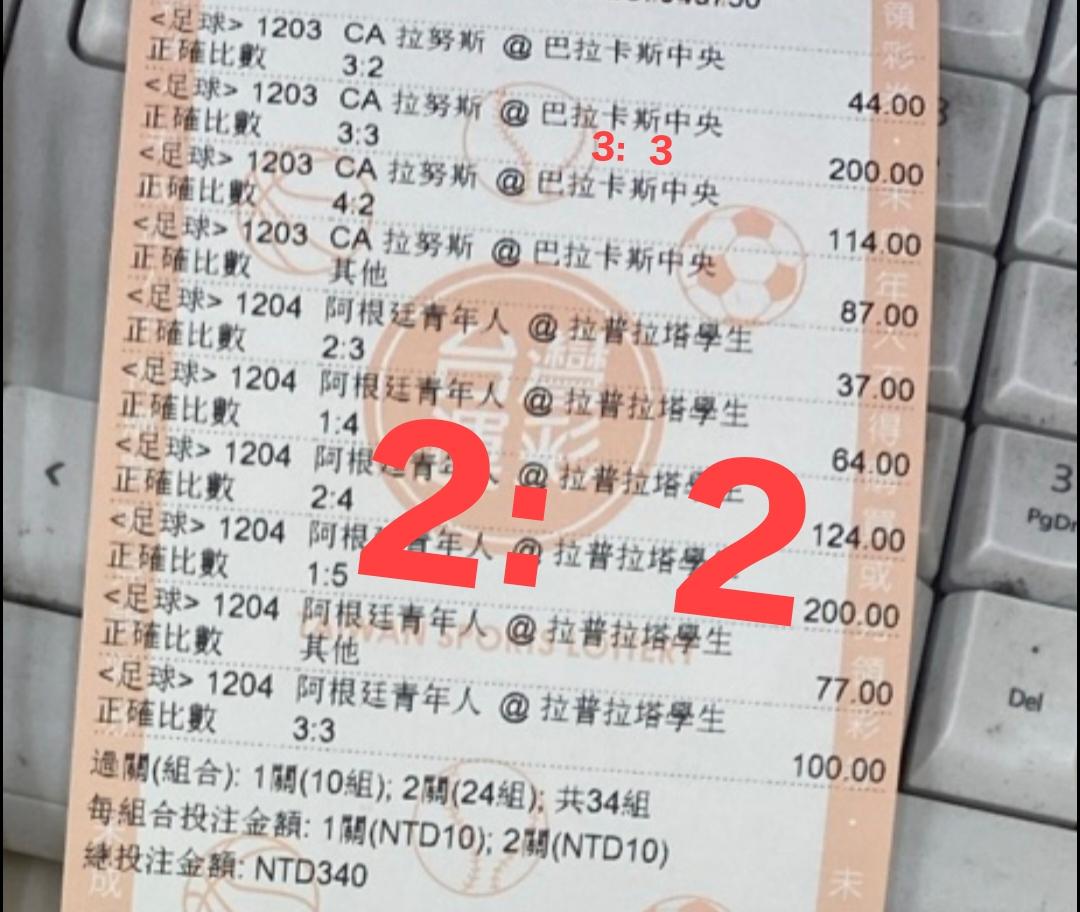 <足球> 1203 CA 拉努斯 @ 巴拉卡斯中央
正確比數 3:2 44.00
<足球> 1203 CA 拉努斯 @ 巴拉卡斯中央
正確比數 3:3 200.00
3: 3
<足球> 1203 CA 拉努斯 @ 巴拉卡斯中央
正確比數 4:2 114.00
<足球> 1203 CA 拉努斯 @ 巴拉卡斯中央
正確比數 其他 87.00
<足球> 1204 阿根廷青年人 @ 拉普拉塔學生
正確比數 2:3 37.00
<足球> 1204 阿根廷青年人 @ 拉普拉塔學生
正確比數 1:4 64.00
<足球> 1204 阿根廷青年人 @ 拉普拉塔學生
正確比數 2:4 124.00
2: 2
<足球> 1204 阿根廷青年人 @ 拉普拉塔學生
正確比數 1:5 200.00
<足球> 1204 阿根廷青年人 @ 拉普拉塔學生
正確比數 其他 77.00
<足球> 1204 阿根廷青年人 @ 拉普拉塔學生
正確比數 3:3 100.00
過關(組合): 1關(10組); 2關(24組); 共34組
每組合投注金額: 1關(NTD10); 2關(NTD10)
總投注金額: NTD340
台灣
運彩
TAIWAN SPORTS LOTTERY
3
PgDn
Del